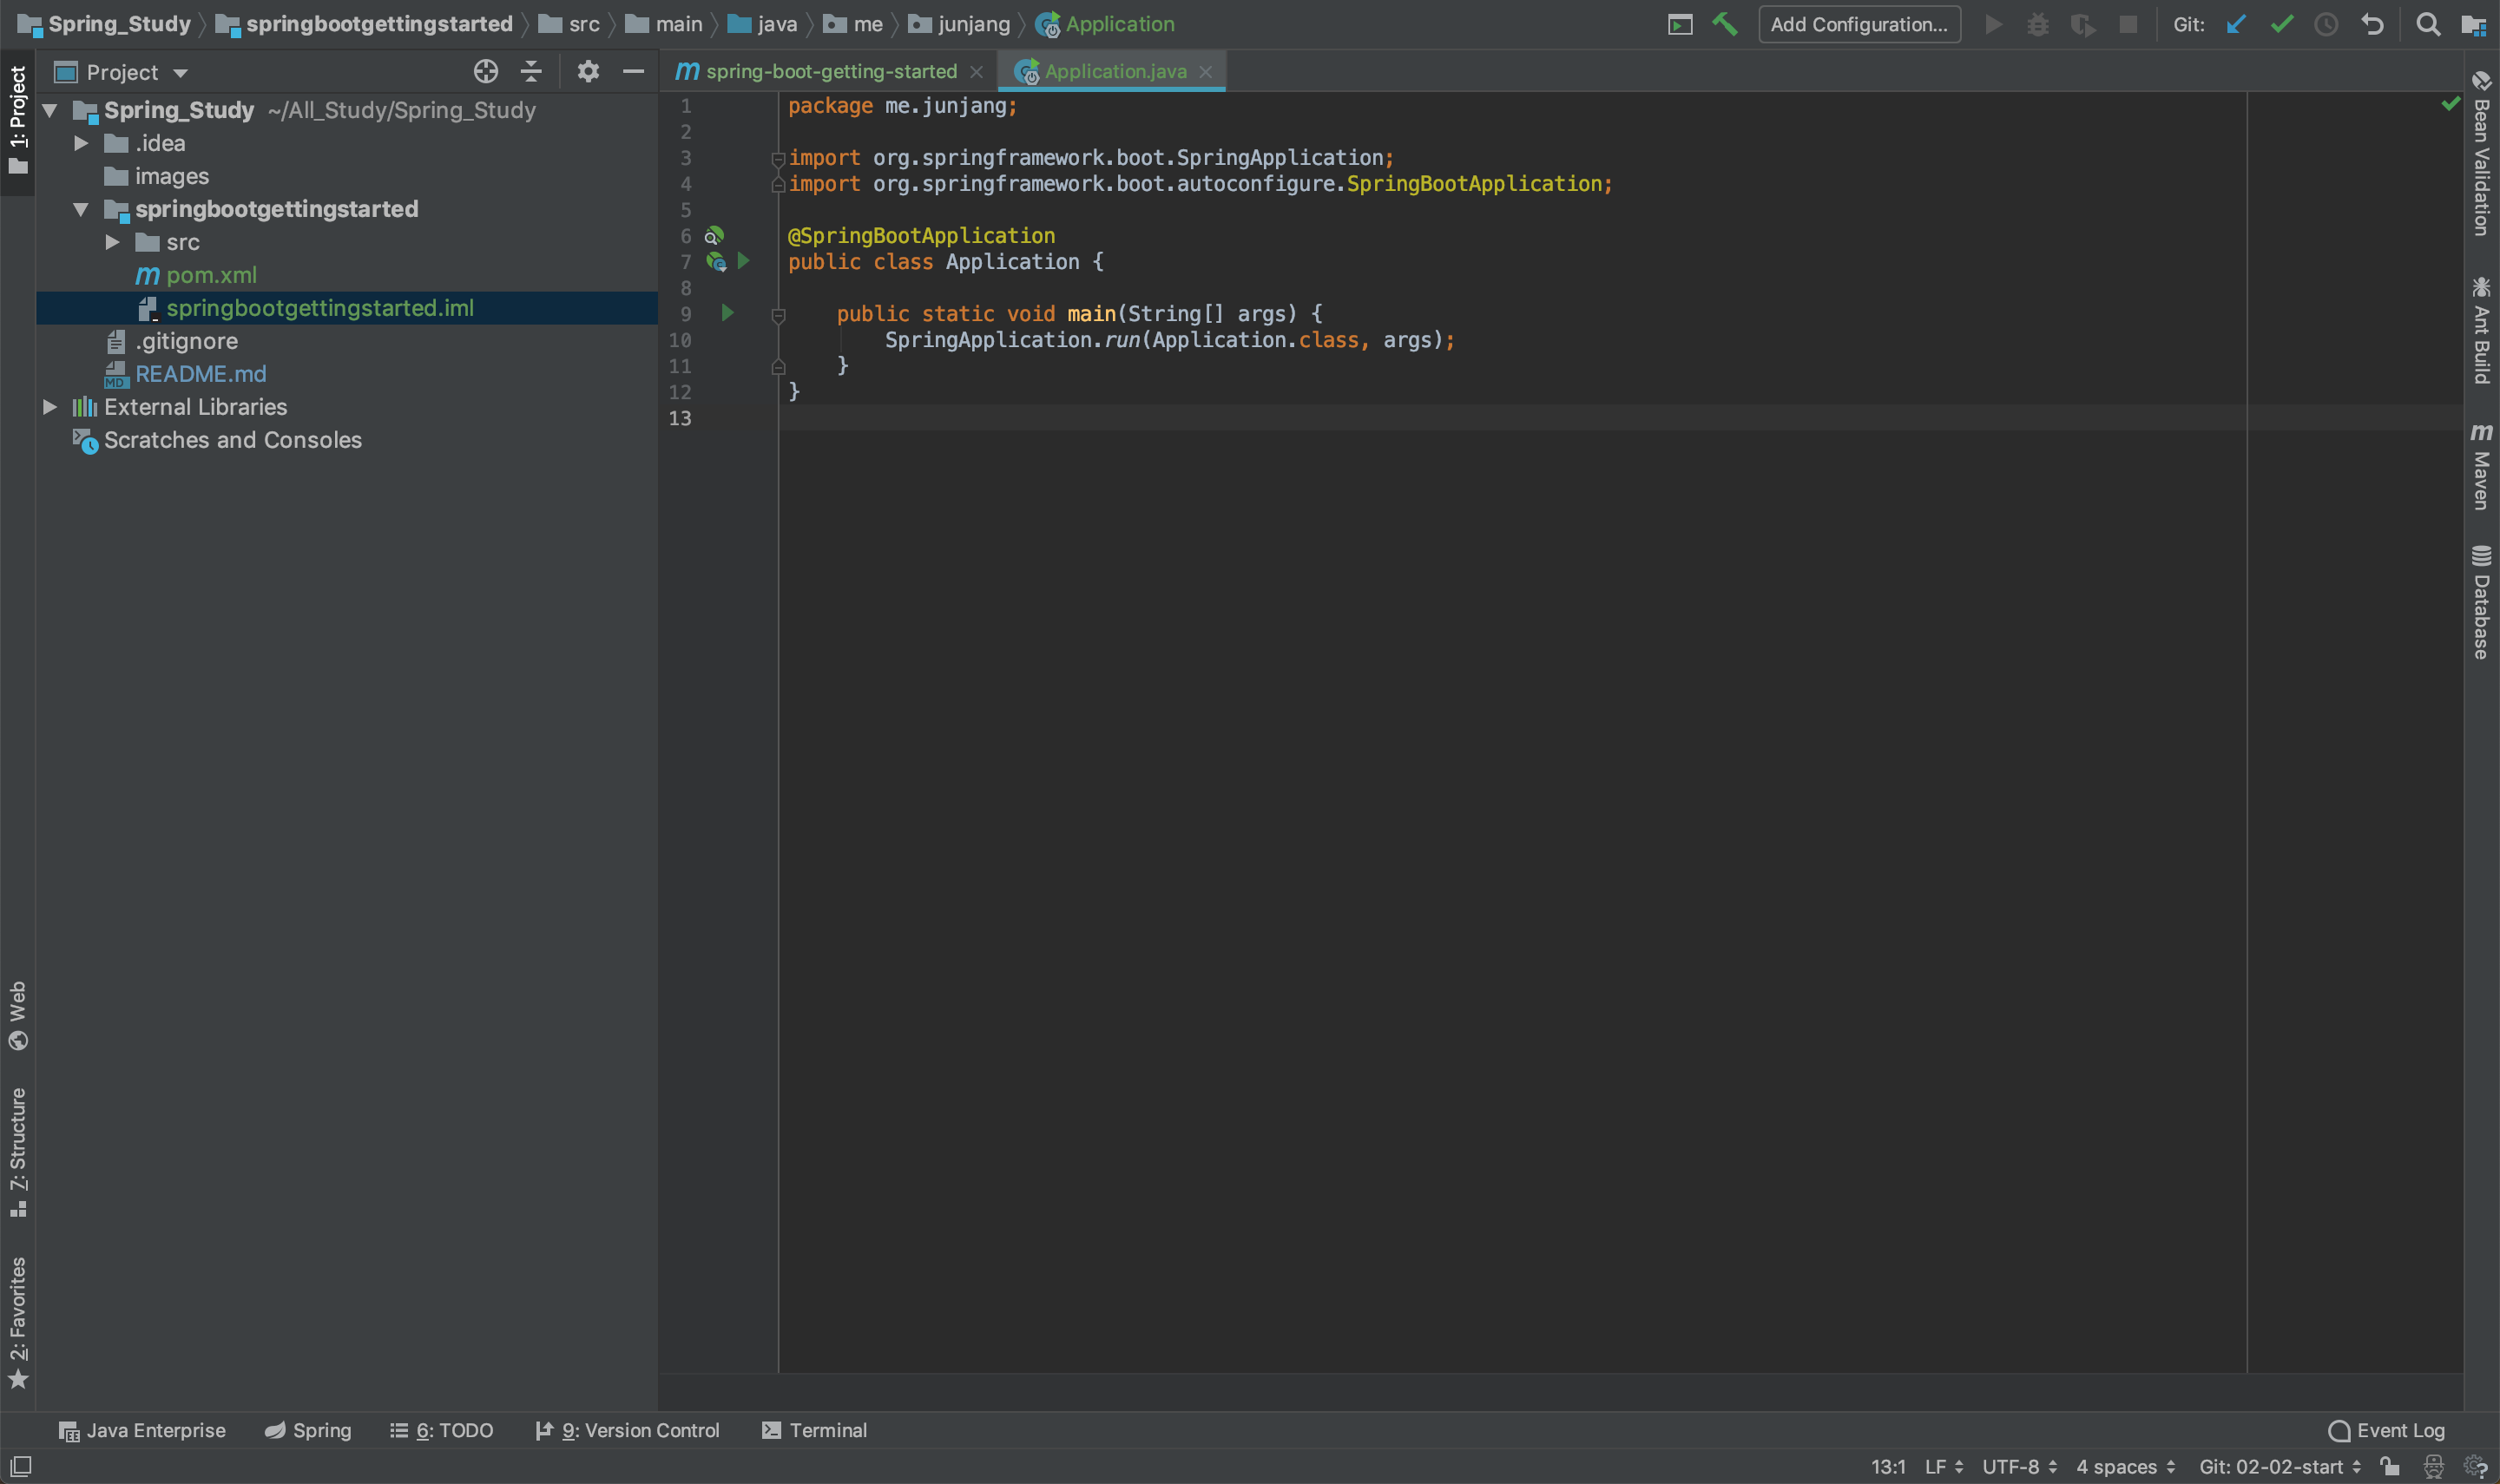 Spring_Study springbootgettingstarted src main java me junjang Application Add Configuration... Git:
1: Project
Project
spring-boot-getting-started Application.java
Spring_Study ~/All_Study/Spring_Study
.idea
images
springbootgettingstarted
src
pom.xml
springbootgettingstarted.iml
.gitignore
README.md
External Libraries
Scratches and Consoles
1 package me.junjang;
2
3 import org.springframework.boot.SpringApplication;
4 import org.springframework.boot.autoconfigure.SpringBootApplication;
5
6 @SpringBootApplication
7 public class Application {
8
9 public static void main(String[] args) {
10 SpringApplication.run(Application.class, args);
11 }
12 }
13
Bean Validation
Ant Build
Maven
Database
Web
7: Structure
2: Favorites
Java Enterprise Spring 6: TODO 9: Version Control Terminal Event Log
13:1 LF UTF-8 4 spaces Git: 02-02-start